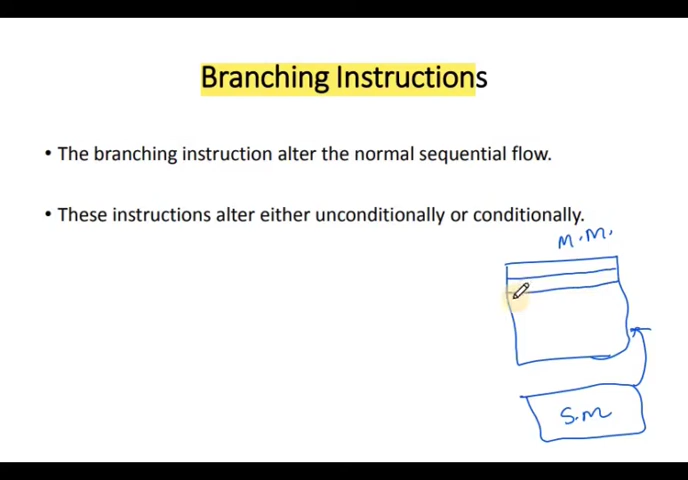 Branching Instructions
• The branching instruction alter the normal sequential flow.
• These instructions alter either unconditionally or conditionally.
M.M.
S.M